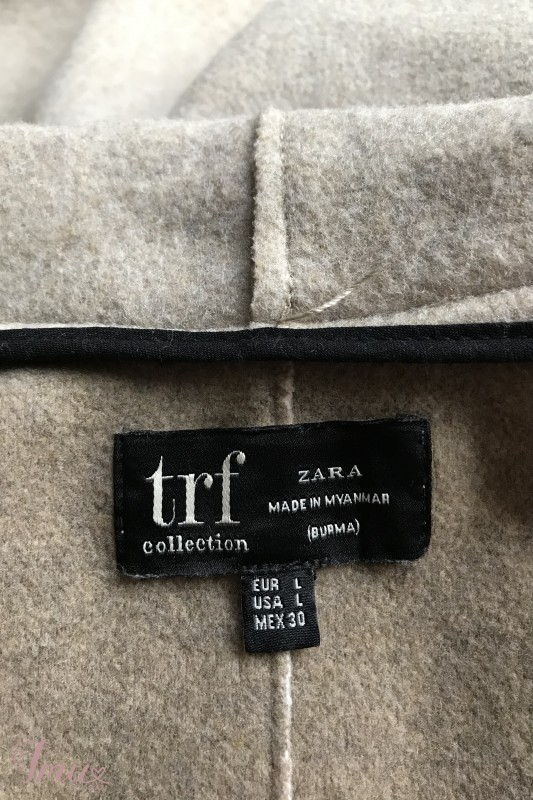 trf
collection
ZARA
MADE IN MYANMAR
(BURMA)
EUR L
USA L
MEX 30